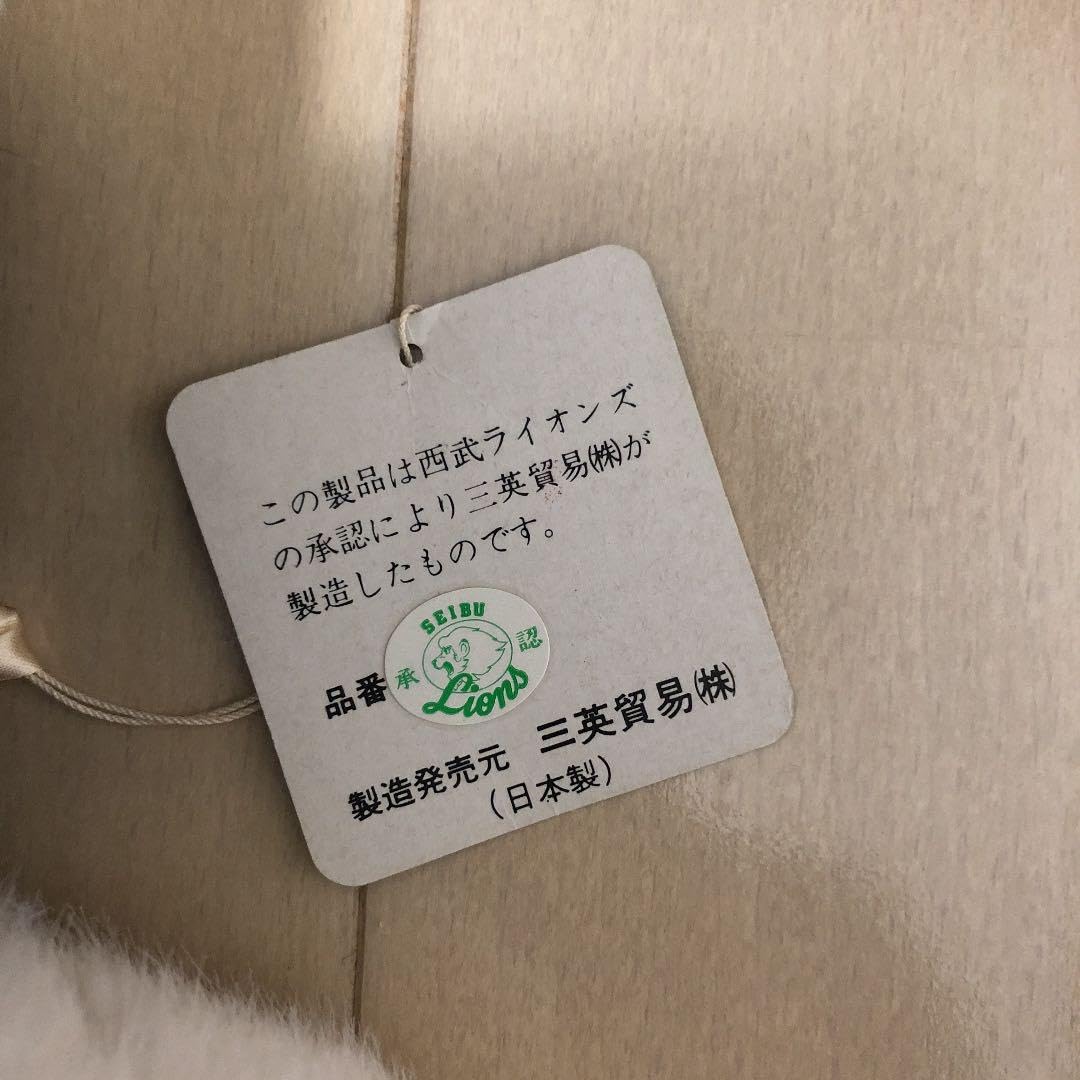 この製品は西武ライオンズ
の承認により三英貿易㈱が
製造したものです。
品番
SEIBU
承 認
Lions
製造発売元 三英貿易㈱
(日本製)